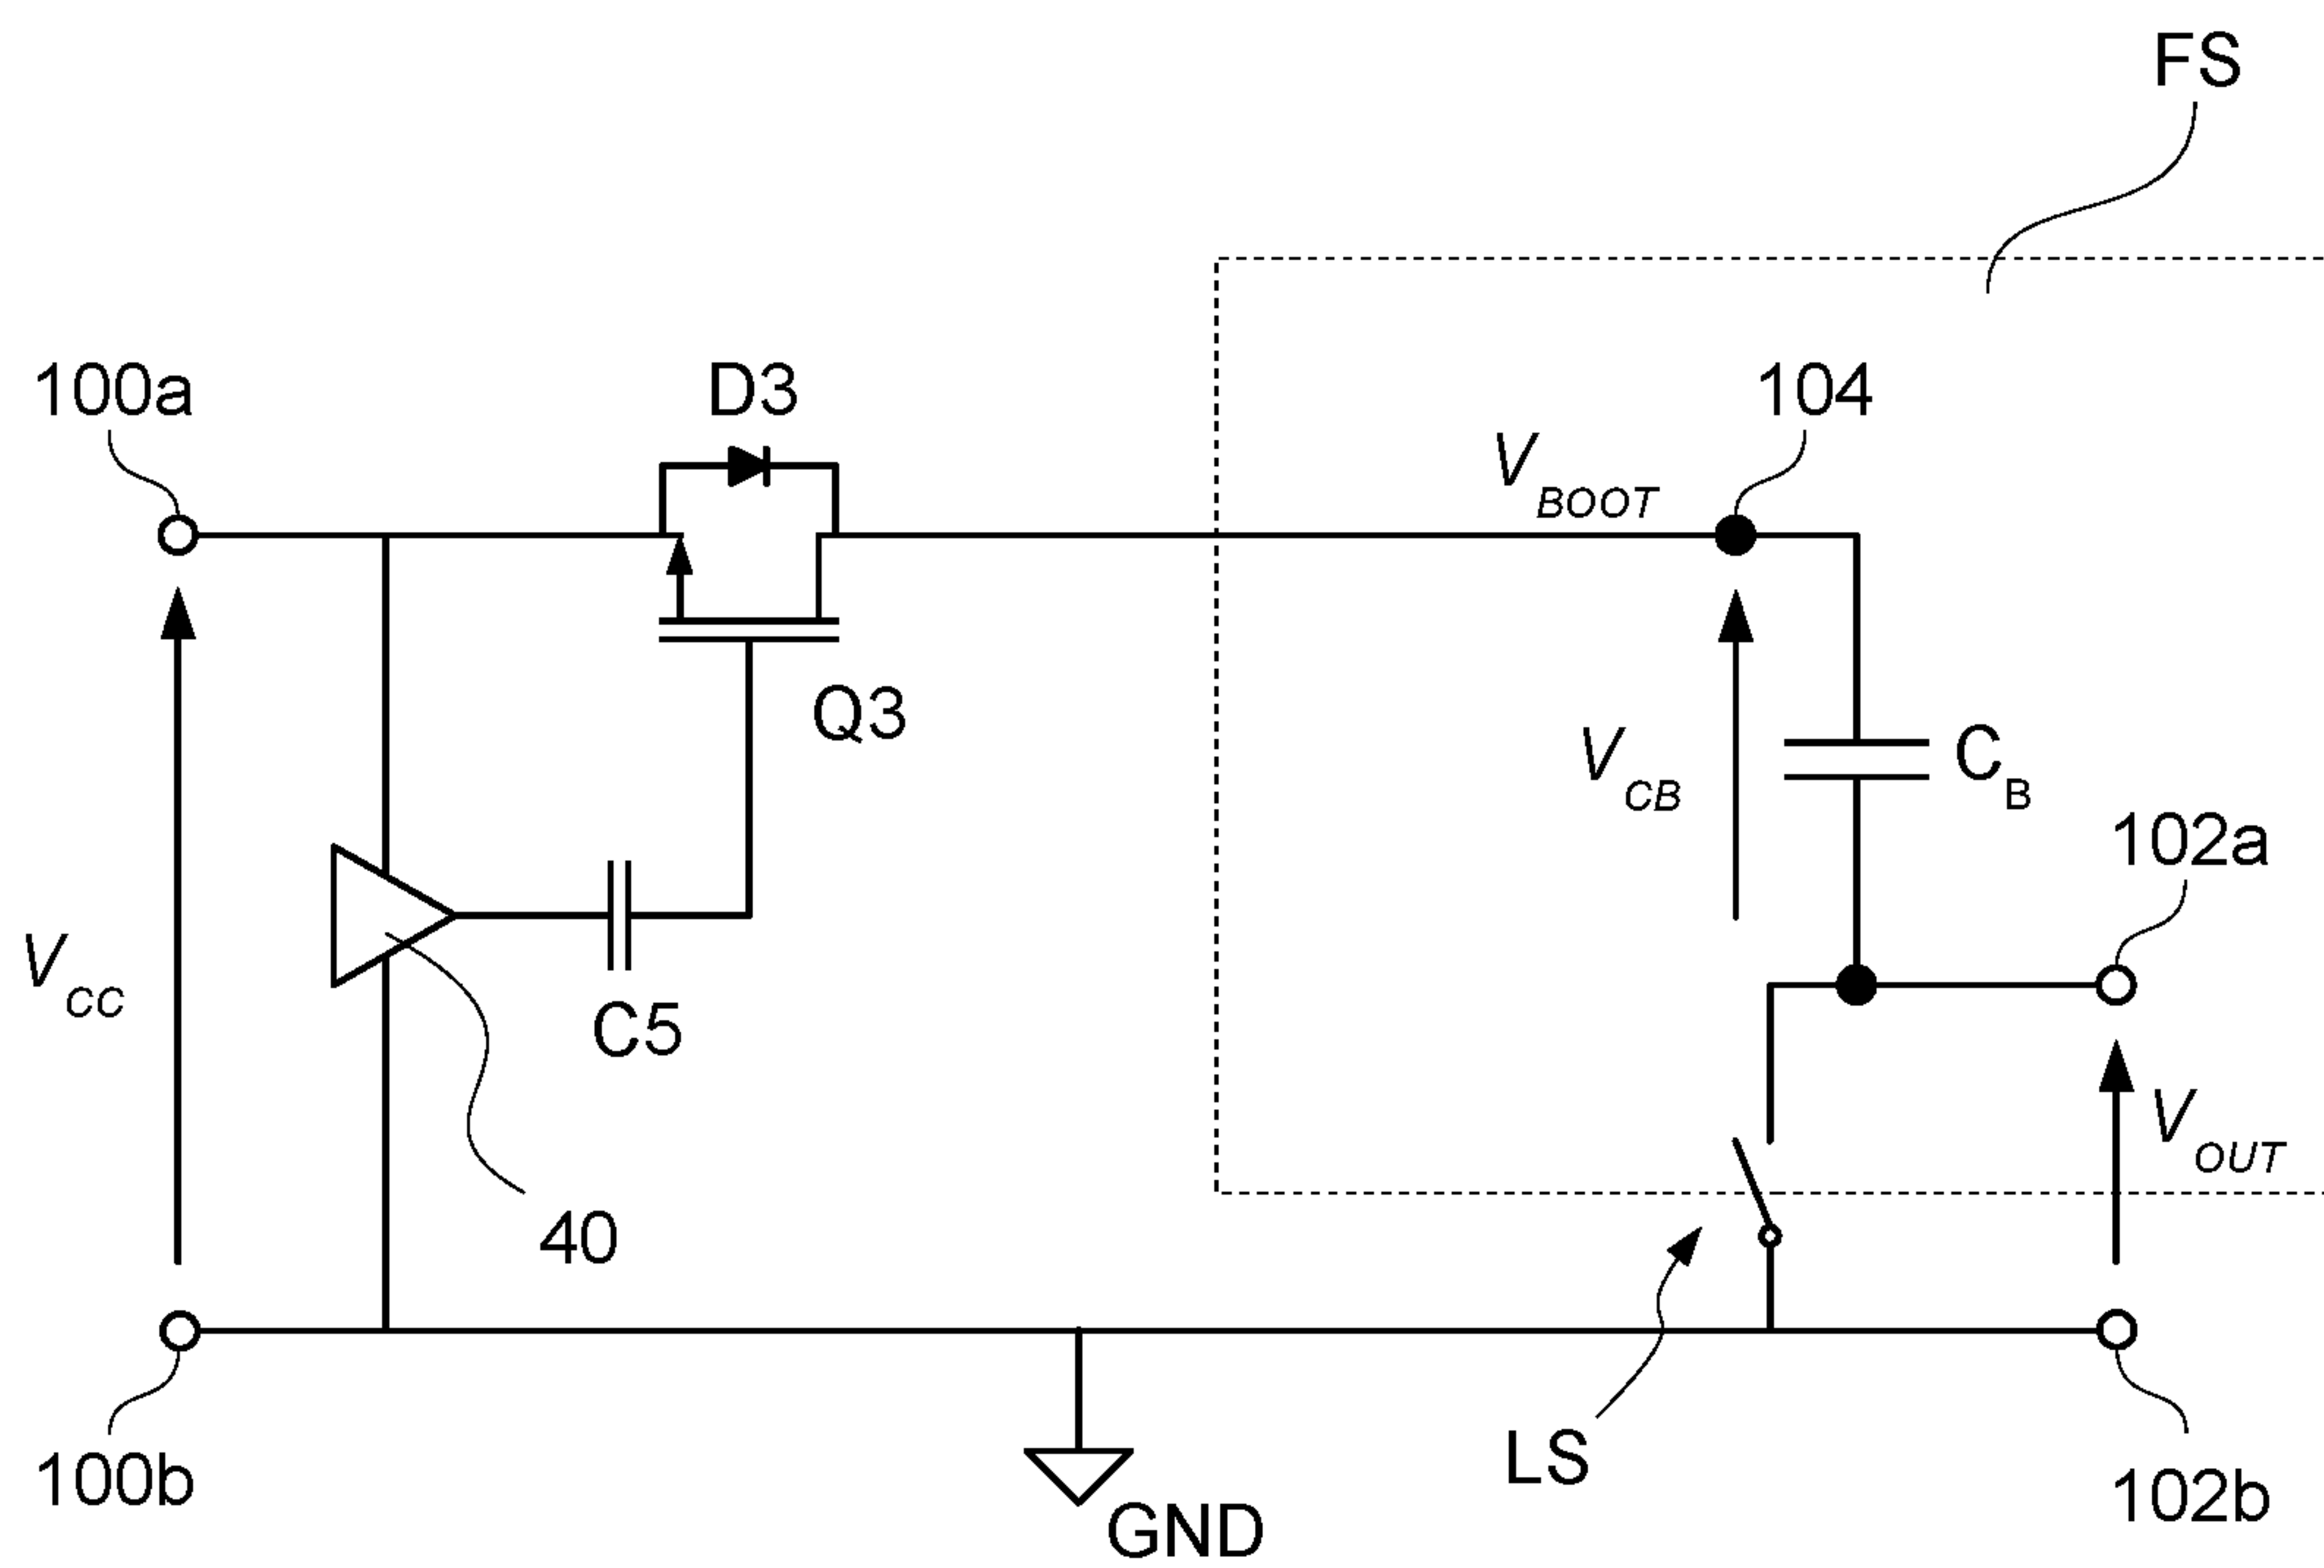 FS
100a
D3
104
V BOOT
Q3
V CB
C B
102a
V CC
C5
V OUT
40
LS
100b
102b
GND